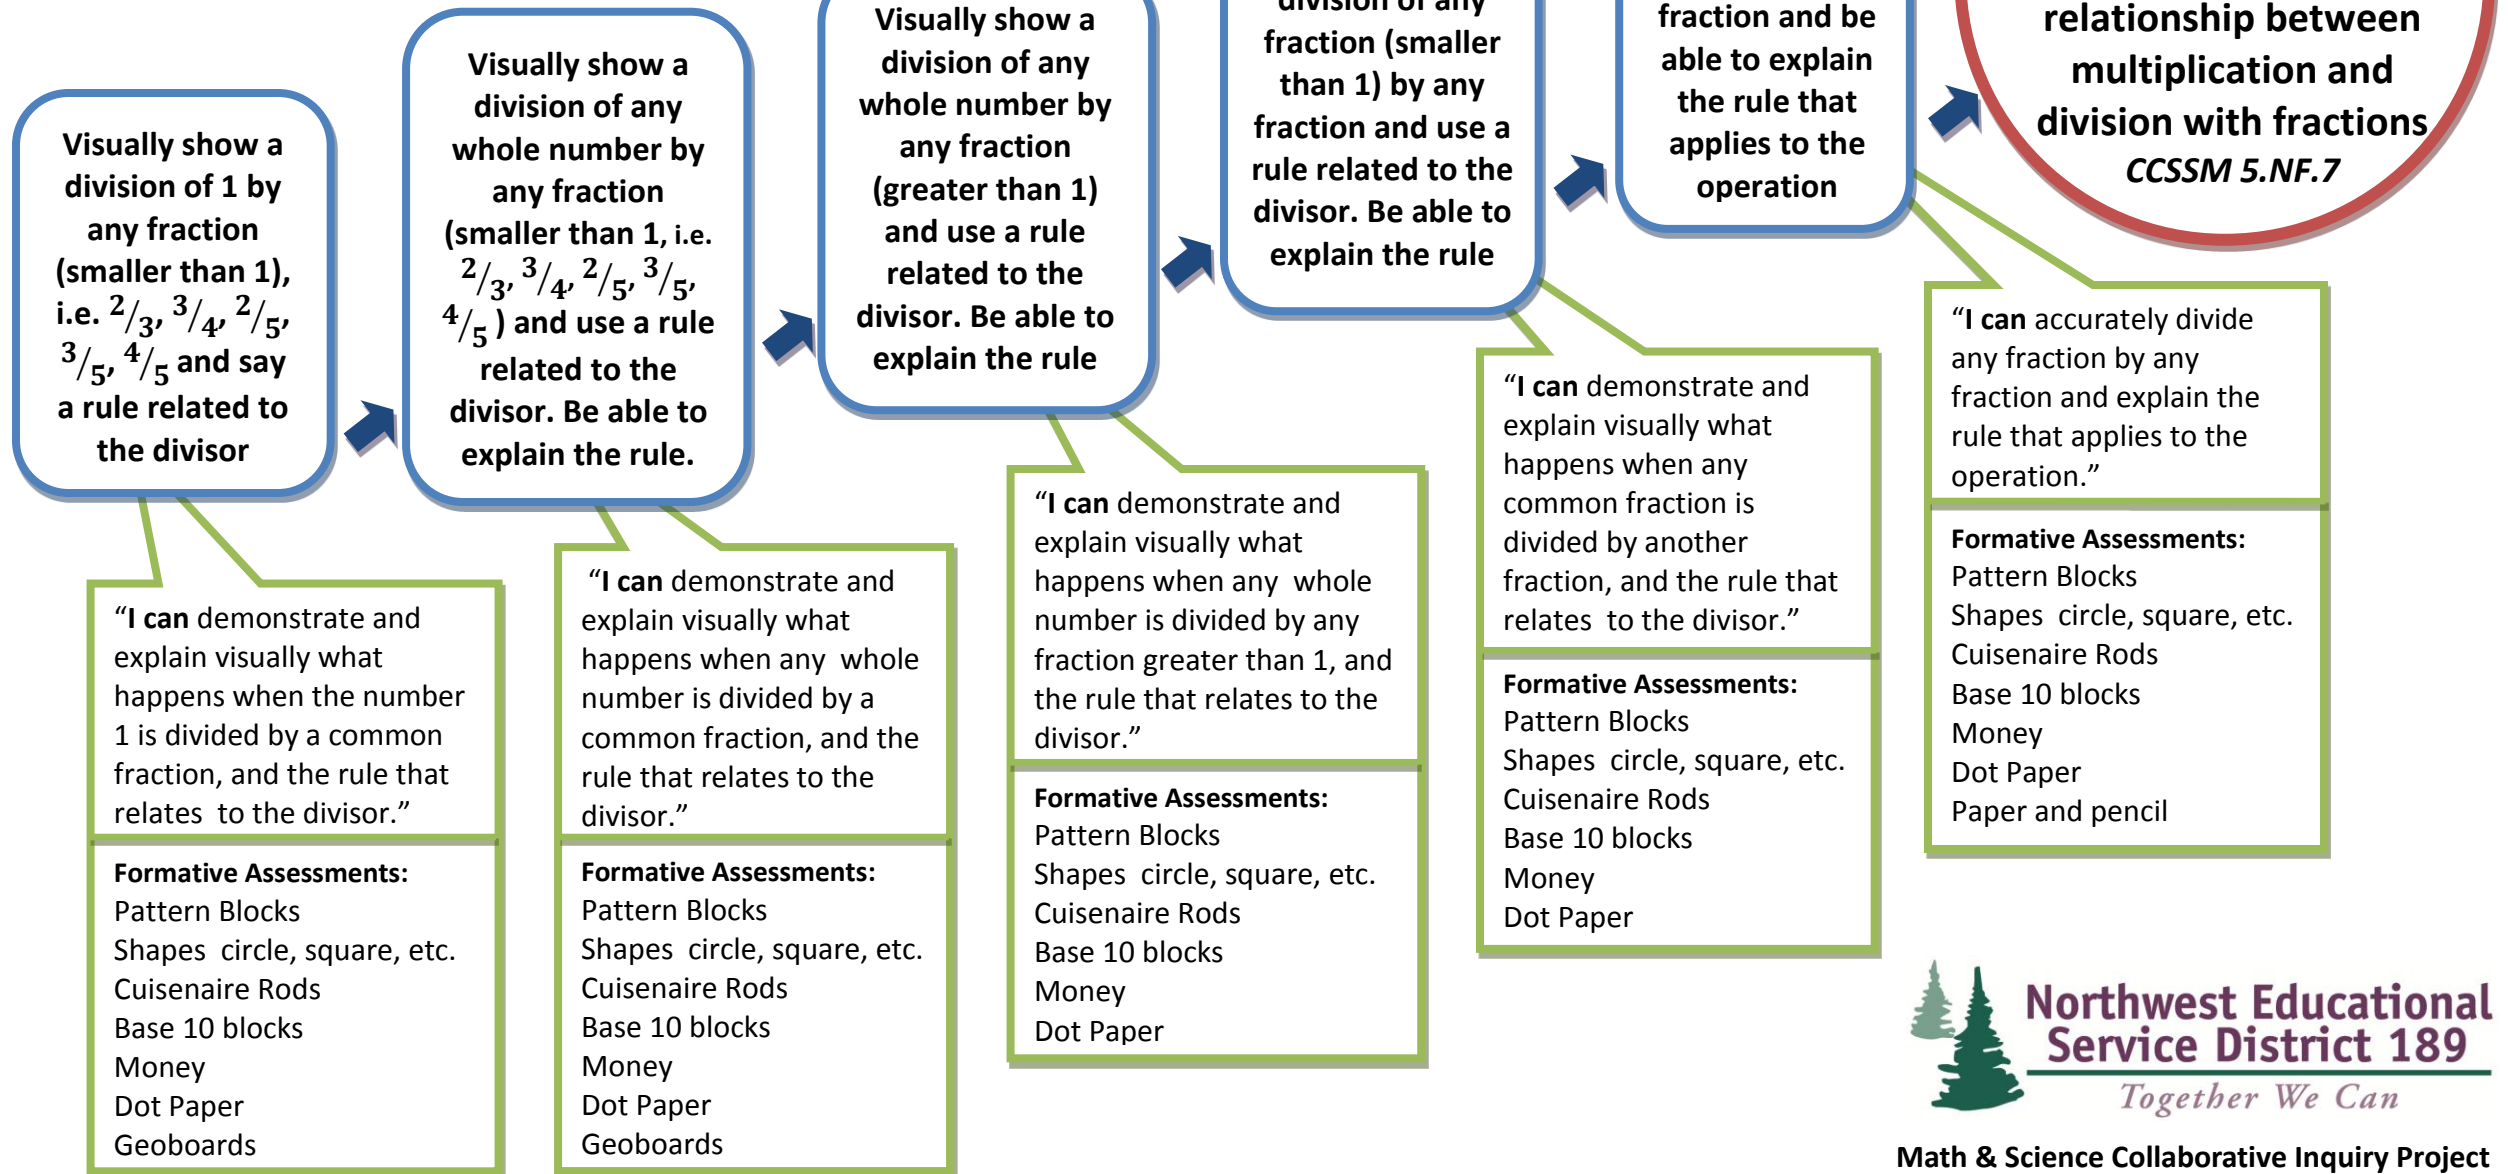 Visually show a
division of 1 by
any fraction
(smaller than 1),
i.e. 2/3, 3/4, 2/5,
3/5, 4/5 and say
a rule related to
the divisor
Visually show a
division of any
whole number by
any fraction
(smaller than 1, i.e.
2/3, 3/4, 2/5, 3/5,
4/5 ) and use a rule
related to the
divisor. Be able to
explain the rule.
Visually show a
division of any
whole number by
any fraction
(greater than 1)
and use a rule
related to the
divisor. Be able to
explain the rule
division of any
fraction (smaller
than 1) by any
fraction and use a
rule related to the
divisor. Be able to
explain the rule
fraction and be
able to explain
the rule that
applies to the
operation
relationship between
multiplication and
division with fractions
CCSSM 5.NF.7
“I can demonstrate and
explain visually what
happens when the number
1 is divided by a common
fraction, and the rule that
relates to the divisor.”
Formative Assessments:
Pattern Blocks
Shapes circle, square, etc.
Cuisenaire Rods
Base 10 blocks
Money
Dot Paper
Geoboards
“I can demonstrate and
explain visually what
happens when any whole
number is divided by a
common fraction, and the
rule that relates to the
divisor.”
Formative Assessments:
Pattern Blocks
Shapes circle, square, etc.
Cuisenaire Rods
Base 10 blocks
Money
Dot Paper
Geoboards
“I can demonstrate and
explain visually what
happens when any whole
number is divided by any
fraction greater than 1, and
the rule that relates to the
divisor.”
Formative Assessments:
Pattern Blocks
Shapes circle, square, etc.
Cuisenaire Rods
Base 10 blocks
Money
Dot Paper
“I can demonstrate and
explain visually what
happens when any
common fraction is
divided by another
fraction, and the rule that
relates to the divisor.”
Formative Assessments:
Pattern Blocks
Shapes circle, square, etc.
Cuisenaire Rods
Base 10 blocks
Money
Dot Paper
“I can accurately divide
any fraction by any
fraction and explain the
rule that applies to the
operation.”
Formative Assessments:
Pattern Blocks
Shapes circle, square, etc.
Cuisenaire Rods
Base 10 blocks
Money
Dot Paper
Paper and pencil
Northwest Educational
Service District 189
Together We Can
Math & Science Collaborative Inquiry Project